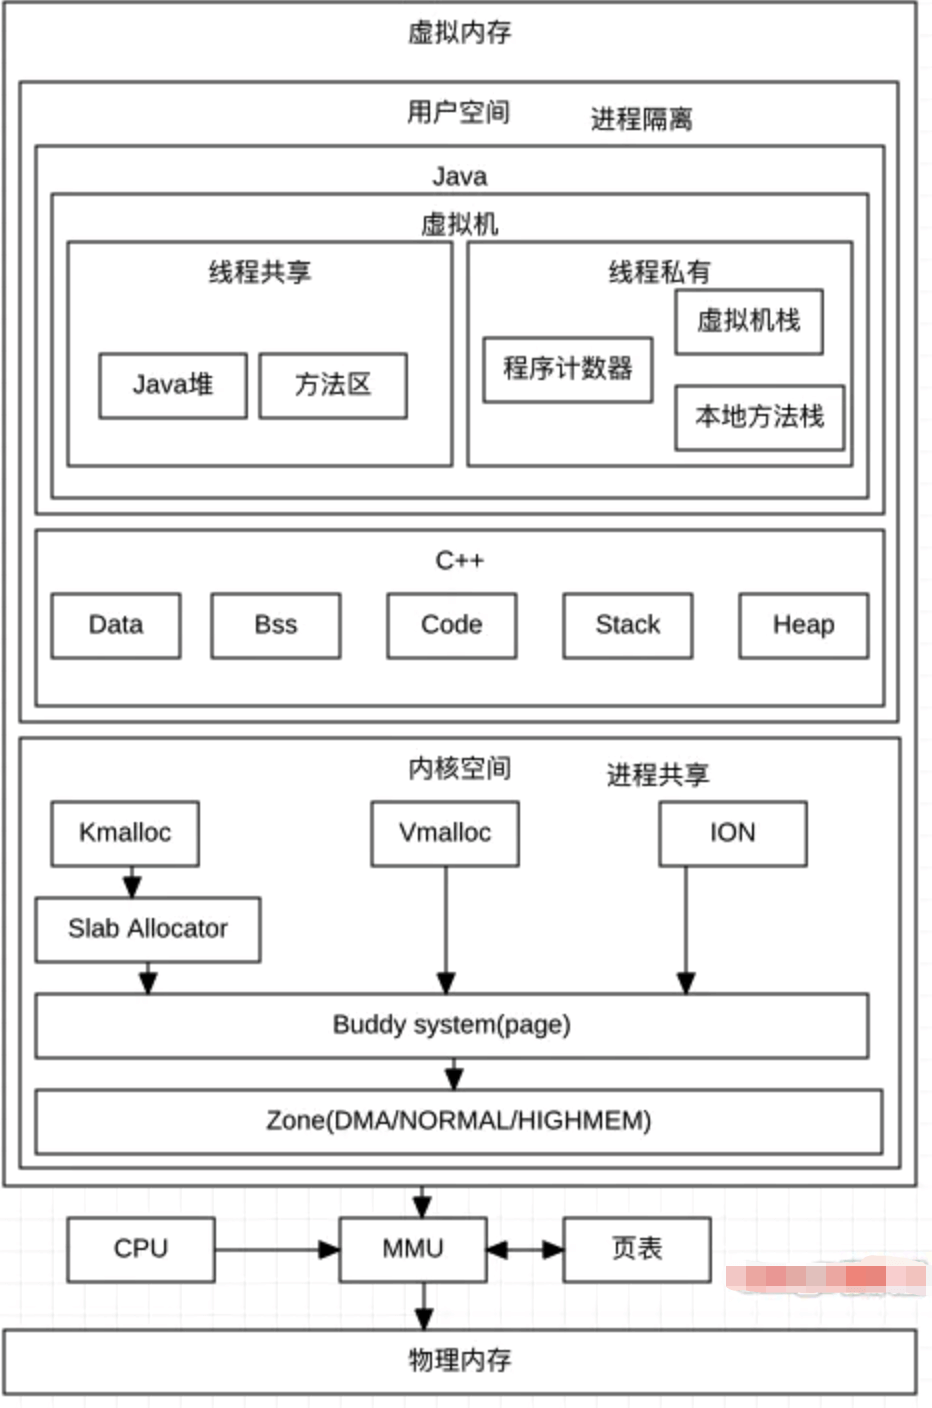 虚拟内存
用户空间
进程隔离
Java
虚拟机
线程共享
Java堆
方法区
线程私有
虚拟机栈
程序计数器
本地方法栈
C++
Data
Bss
Code
Stack
Heap
内核空间
进程共享
Kmalloc
Vmalloc
ION
Slab Allocator
Buddy system(page)
Zone(DMA/NORMAL/HIGHMEM)
CPU
MMU
页表
物理内存